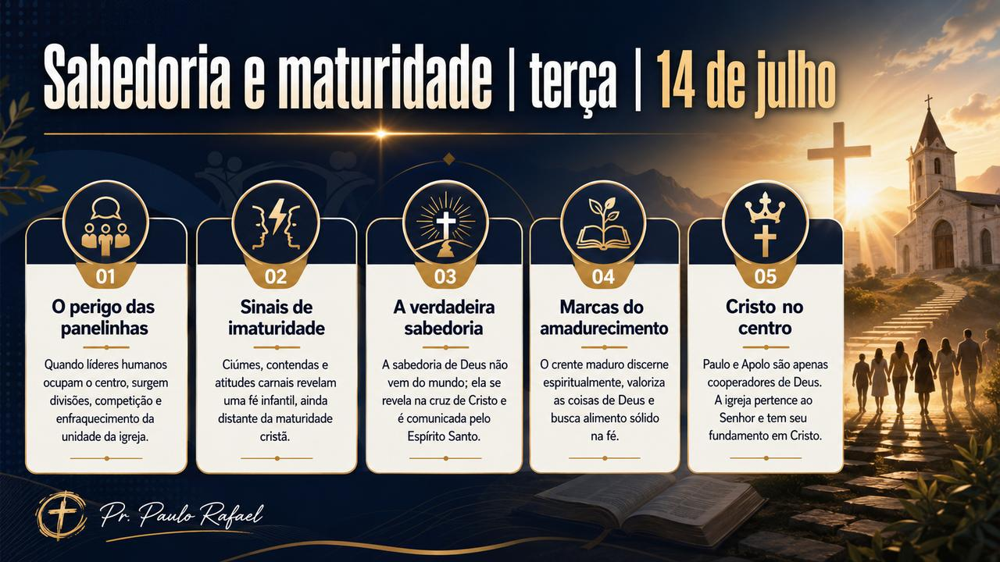 Sabedoria e maturidade | terça | 14 de julho
01
O perigo das
panelinhas
Quando líderes humanos
ocupam o centro, surgem
divisões, competição e
enfraquecimento da
unidade da igreja.
02
Sinais de
imaturidade
Ciúmes, contendas e
atitudes carnais revelam
uma fé infantil, ainda
distante da maturidade
cristã.
03
A verdadeira
sabedoria
A sabedoria de Deus não
vem do mundo; ela se
revela na cruz de Cristo e
é comunicada pelo
Espírito Santo.
04
Marcas do
amadurecimento
O crente maduro discerne
espiritualmente, valoriza
as coisas de Deus e
busca alimento sólido
na fé.
05
Cristo no
centro
Paulo e Apolo são apenas
cooperadores de Deus.
A igreja pertence ao
Senhor e tem seu
fundamento em Cristo.
Pr. Paulo Rafael